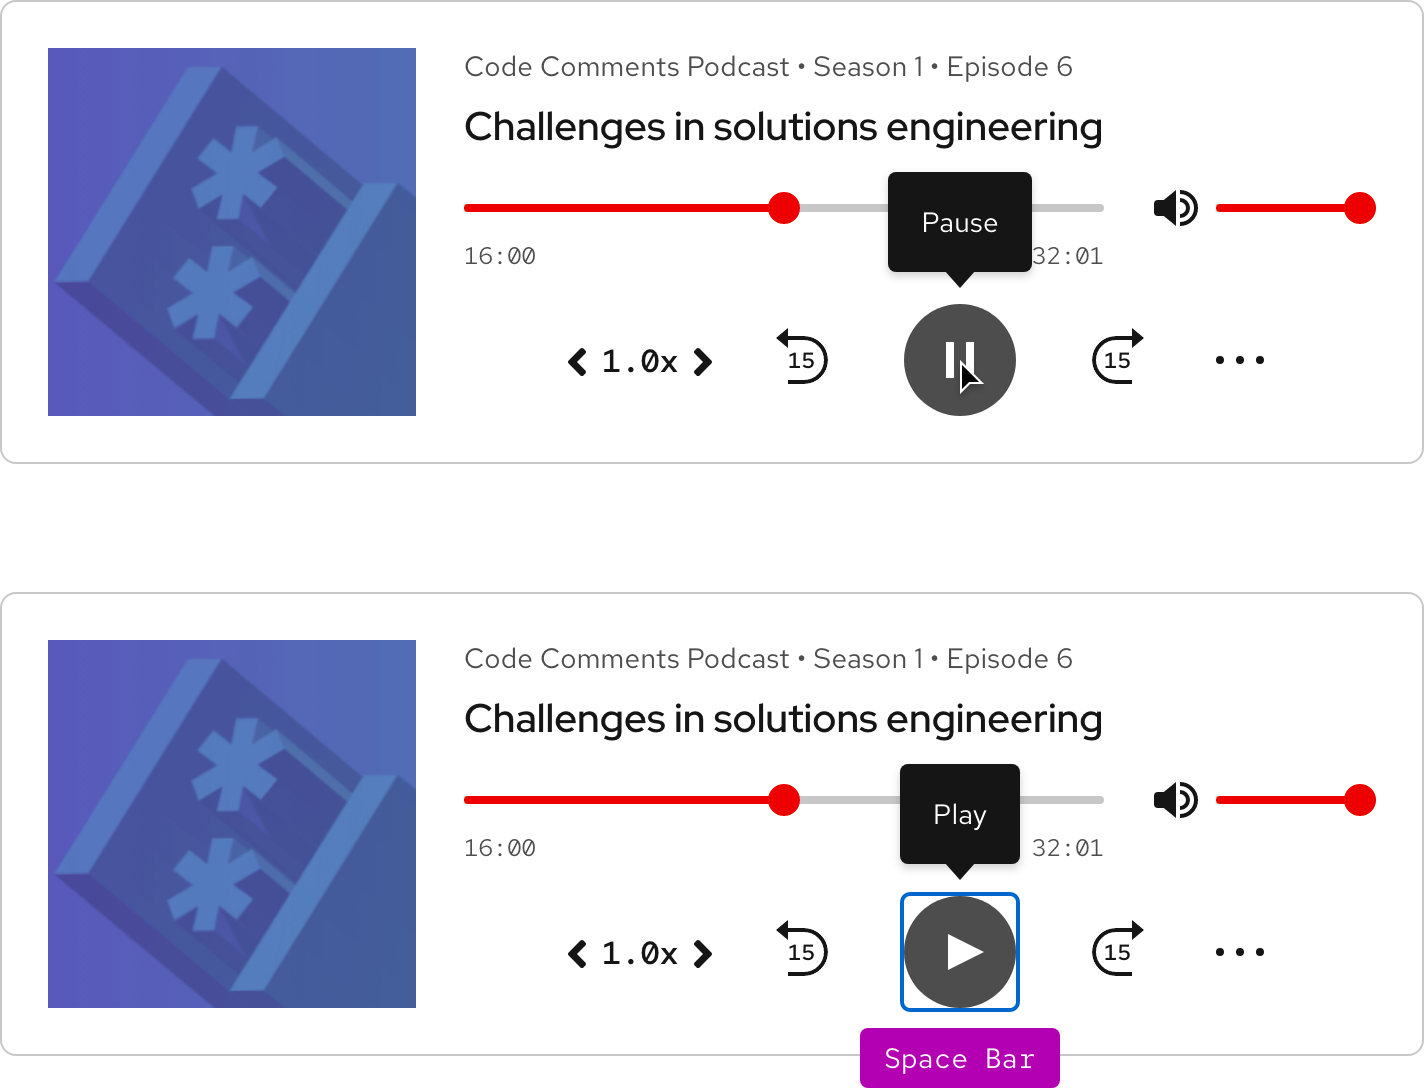 Code Comments Podcast • Season 1 • Episode 6
Challenges in solutions engineering
Pause
16:00
32:01
1.0x
15
15
Code Comments Podcast • Season 1 • Episode 6
Challenges in solutions engineering
Play
16:00
32:01
1.0x
15
15
Space Bar